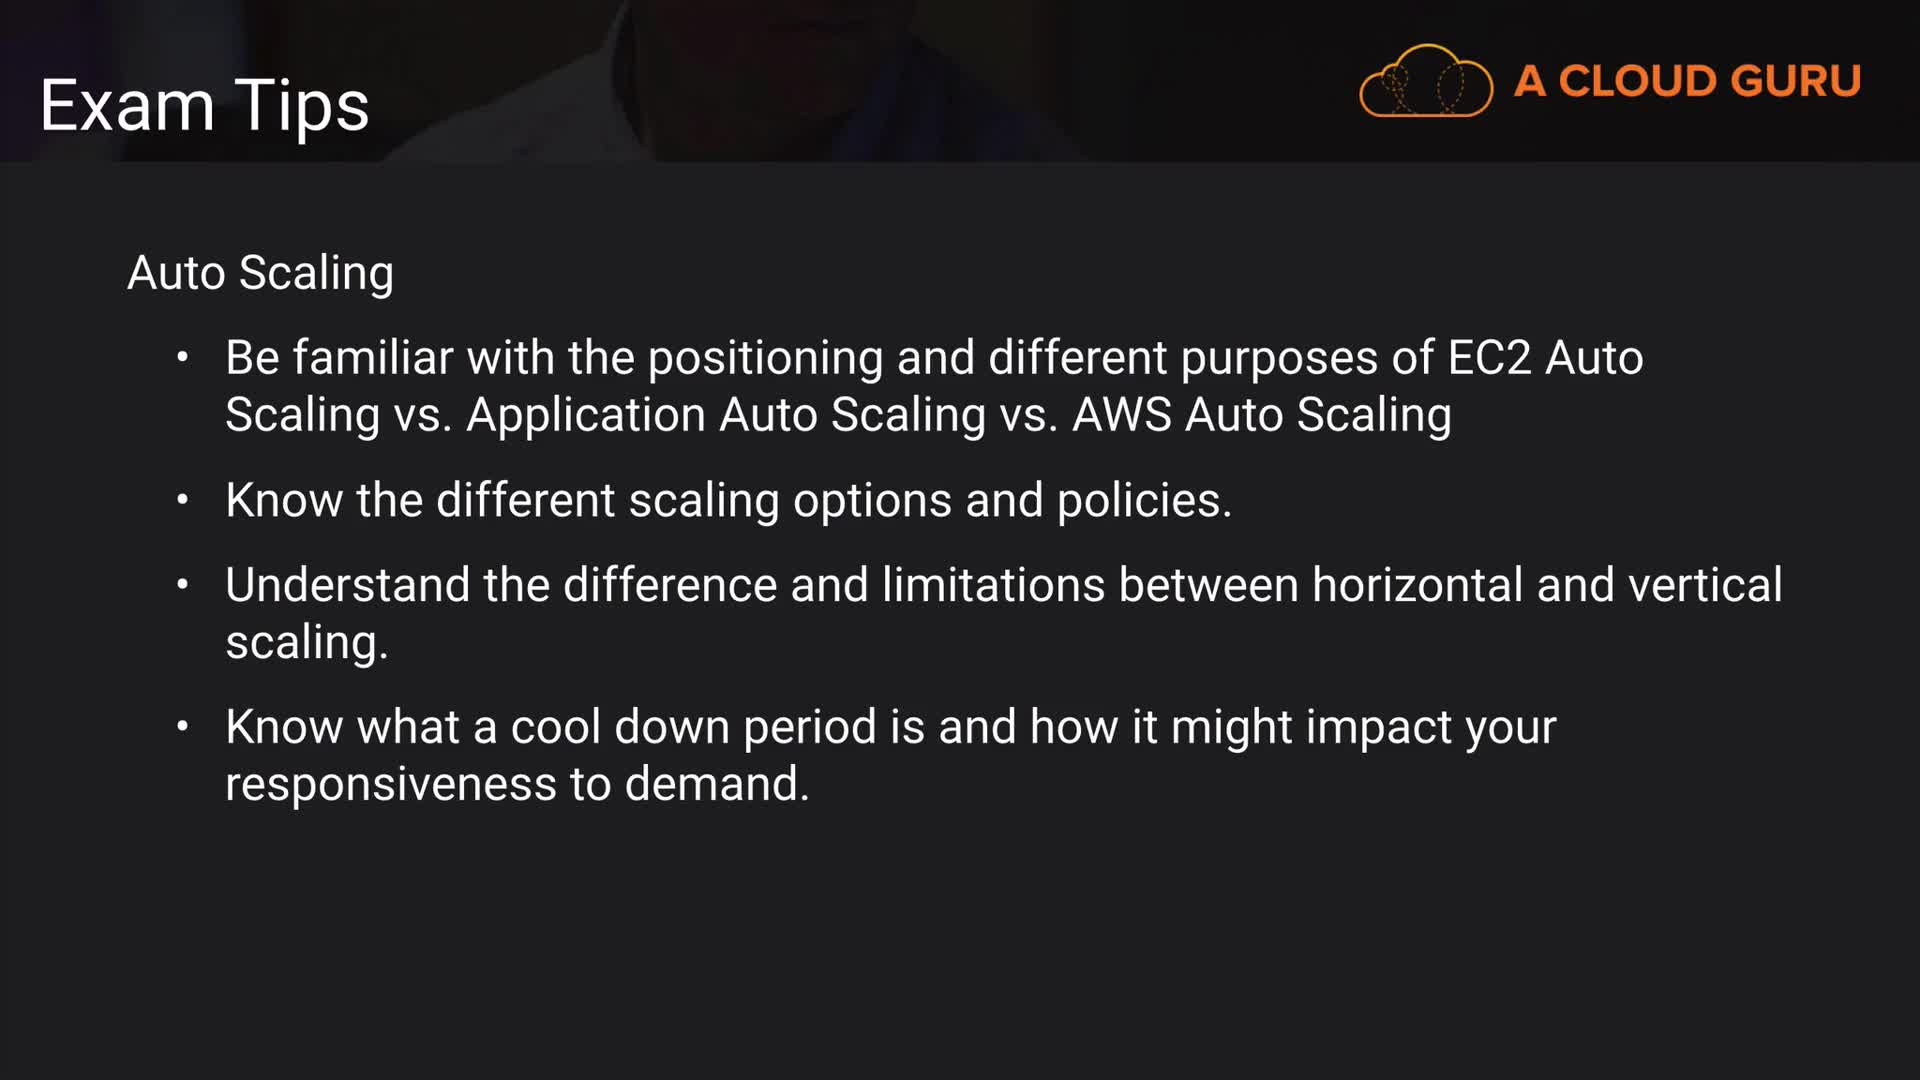 Exam Tips
A CLOUD GURU
Auto Scaling
• Be familiar with the positioning and different purposes of EC2 Auto
Scaling vs. Application Auto Scaling vs. AWS Auto Scaling
• Know the different scaling options and policies.
• Understand the difference and limitations between horizontal and vertical
scaling.
• Know what a cool down period is and how it might impact your
responsiveness to demand.